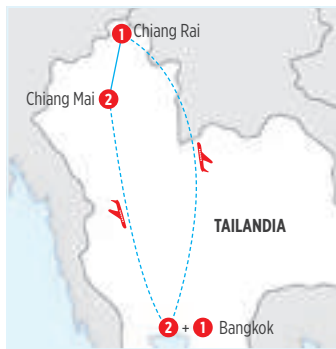 1 Chiang Rai
Chiang Mai 2
TAILANDIA
2 + 1 Bangkok